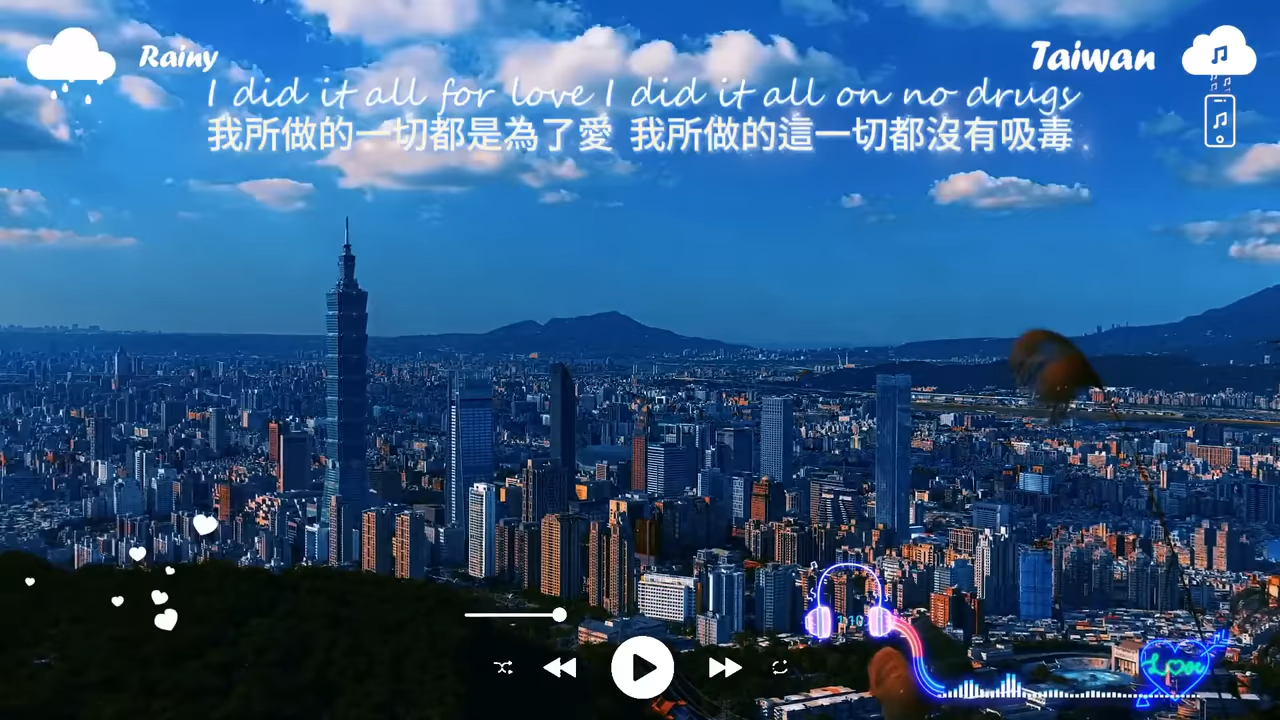 Rainy
Taiwan
I did it all for love I did it all on no drugs
我所做的一切都是為了愛 我所做的這一切都沒有吸毒